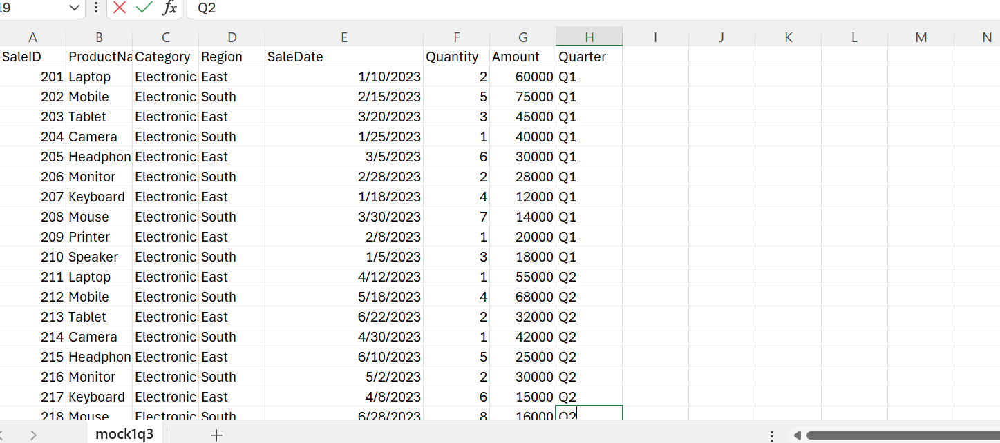 19 fx Q2
A B C D E F G H I J K L M N
SaleID ProductNa Category Region SaleDate Quantity Amount Quarter
201 Laptop Electronic East 1/10/2023 2 60000 Q1
202 Mobile Electronic South 2/15/2023 5 75000 Q1
203 Tablet Electronic East 3/20/2023 3 45000 Q1
204 Camera Electronic South 1/25/2023 1 40000 Q1
205 Headphon Electronic East 3/5/2023 6 30000 Q1
206 Monitor Electronic South 2/28/2023 2 28000 Q1
207 Keyboard Electronic East 1/18/2023 4 12000 Q1
208 Mouse Electronic South 3/30/2023 7 14000 Q1
209 Printer Electronic East 2/8/2023 1 20000 Q1
210 Speaker Electronic South 1/5/2023 3 18000 Q1
211 Laptop Electronic East 4/12/2023 1 55000 Q2
212 Mobile Electronic South 5/18/2023 4 68000 Q2
213 Tablet Electronic East 6/22/2023 2 32000 Q2
214 Camera Electronic South 4/30/2023 1 42000 Q2
215 Headphon Electronic East 6/10/2023 5 25000 Q2
216 Monitor Electronic South 5/2/2023 2 30000 Q2
217 Keyboard Electronic East 4/8/2023 6 15000 Q2
218 Mouse Electronic South 6/28/2023 8 16000 Q2
mock1q3